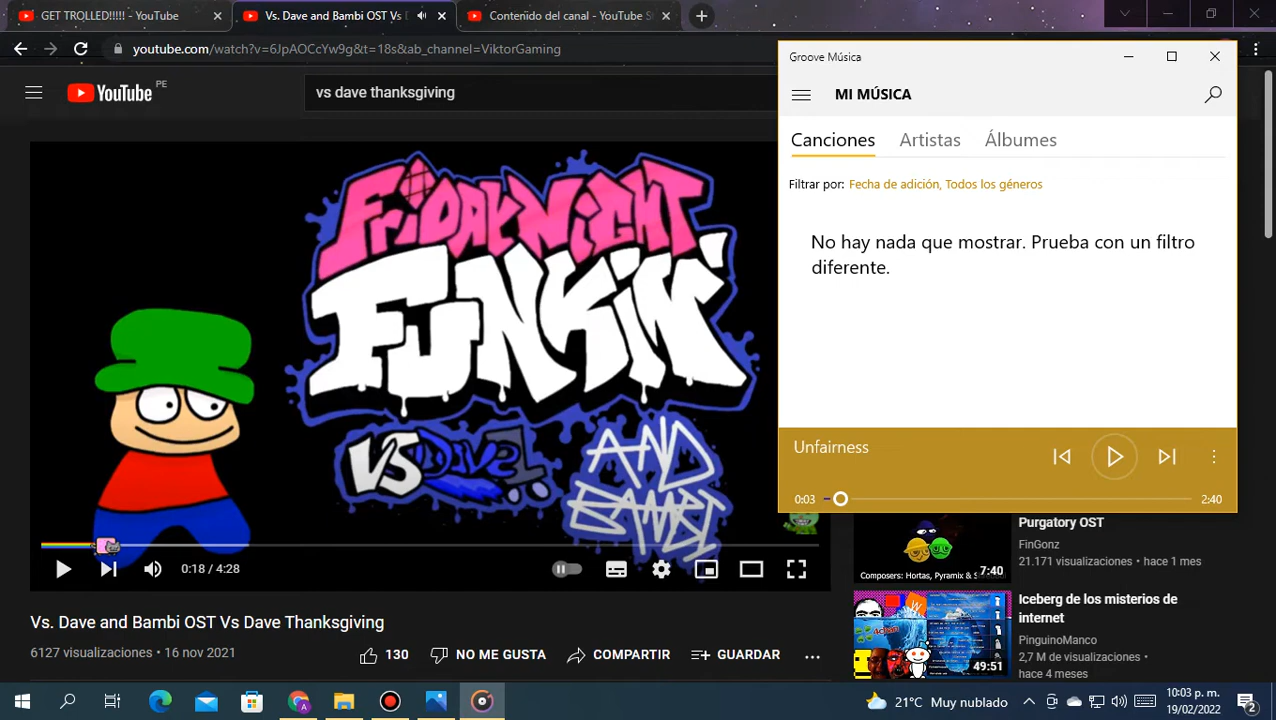 GET TROLLED! - YouTube
Vs. Dave and Bambi OST Vs
Contenido del canal - YouTube S
youtube.com/watch?v=6JpAOCcYw9g&t=18s&ab_channel=ViktorGaming
YouTube PE
vs dave thanksgiving
FRiDAY NiGHT
FUNKiN'
VS DAVE
AND
BAMBI
0:18 / 4:28
Vs. Dave and Bambi OST Vs Dave Thanksgiving
6127 visualizaciones • 16 nov 2021
130
NO ME GUSTA
COMPARTIR
GUARDAR
Groove Música
MI MÚSICA
Canciones Artistas Álbumes
Filtrar por: Fecha de adición, Todos los géneros
No hay nada que mostrar. Prueba con un filtro
diferente.
Unfairness
0:03
2:40
Composers: Hortas, Pyramix &
7:40
Purgatory OST
FinGonz
21.171 visualizaciones • hace 1 mes
49:51
Iceberg de los misterios de
internet
PinguinoManco
2,7 M de visualizaciones •
hace 4 meses
21°C Muy nublado
10:03 p. m.
19/02/2022
2